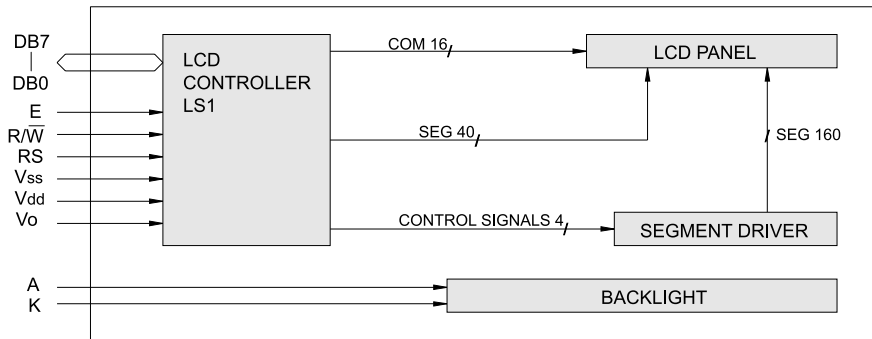 DB7
DB0
E
R/W̅
RS
Vss
Vdd
Vo
A
K
LCD
CONTROLLER
LS1
COM 16
SEG 40
CONTROL SIGNALS 4
LCD PANEL
SEG 160
SEGMENT DRIVER
BACKLIGHT